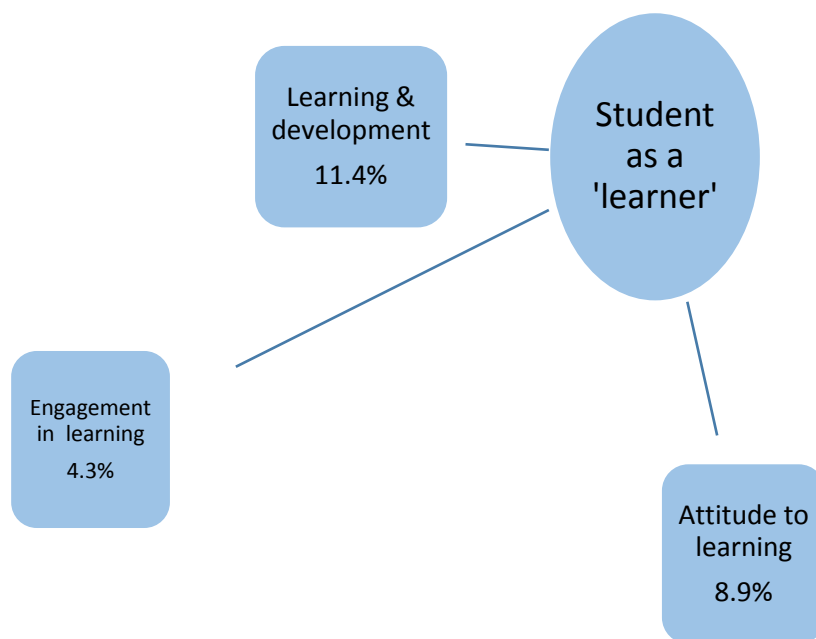 Learning &
development
11.4%
Student
as a
'learner'
Engagement
in learning
4.3%
Attitude to
learning
8.9%